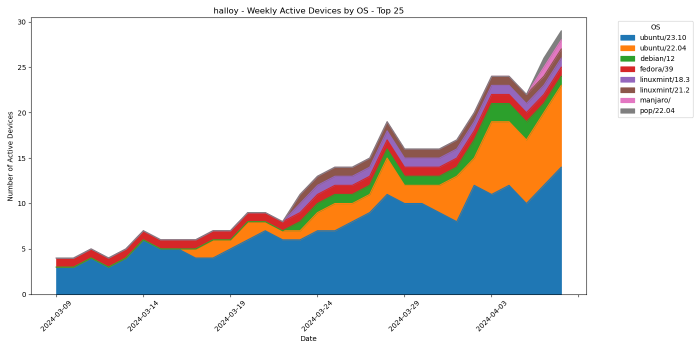 halloy - Weekly Active Devices by OS - Top 25
Number of Active Devices
30
25
20
15
10
5
0
2024-03-09
2024-03-14
2024-03-19
2024-03-24
2024-03-29
2024-04-03
Date
OS
ubuntu/23.10
ubuntu/22.04
debian/12
fedora/39
linuxmint/18.3
linuxmint/21.2
manjaro/
pop/22.04